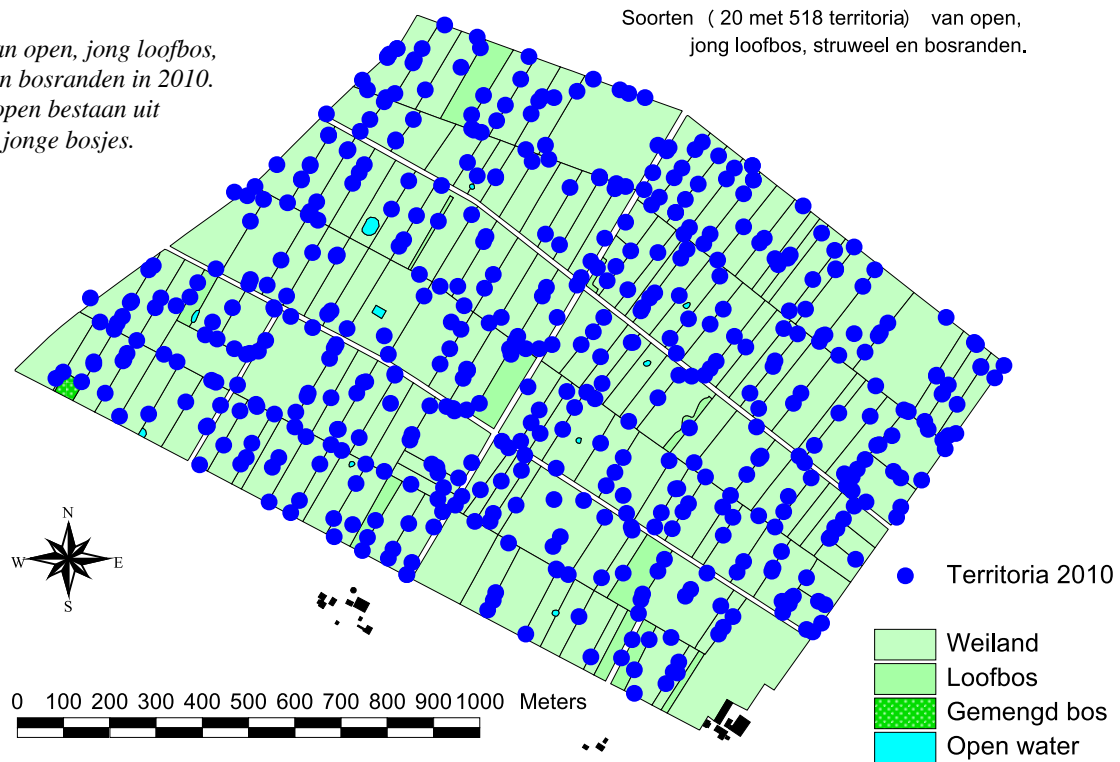 Soorten ( 20 met 518 territoria) van open,
jong loofbos, struweel en bosranden.
an open, jong loofbos,
n bosranden in 2010.
open bestaan uit
jonge bosjes.
N
W E
S
Territoria 2010
Weiland
Loofbos
Gemengd bos
Open water
0 100 200 300 400 500 600 700 800 900 1000 Meters